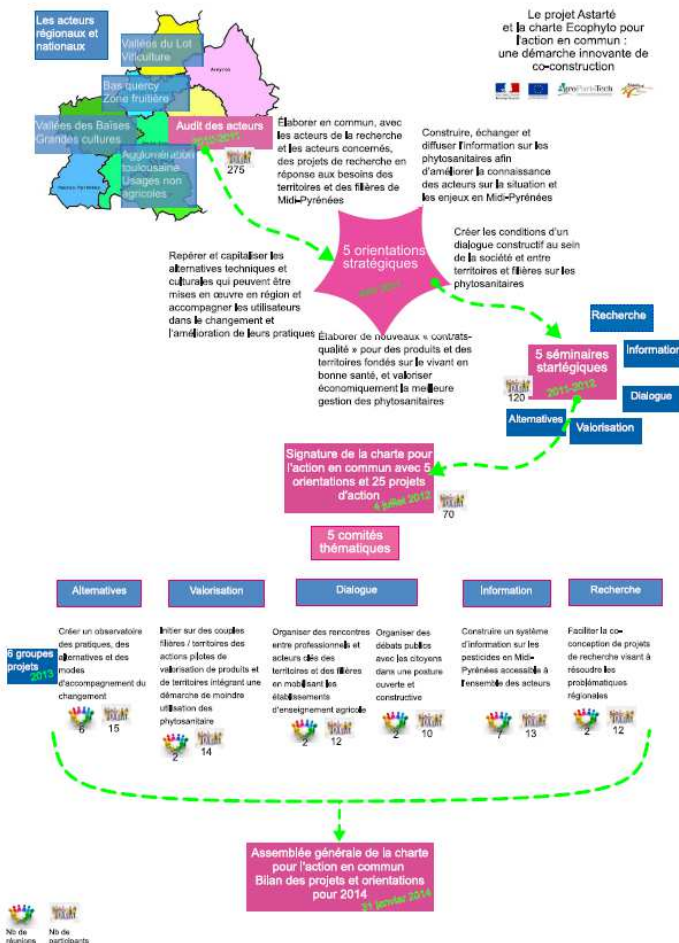 Les acteurs
régionaux et
nationaux
Vallées du Lot
Viticulture
Aveyron
Bas quercy
Zone fruitière
Vallées des Baïses
Grandes cultures
Audit des acteurs
2010-2011
275
Agglomération
toulousaine
Usages non
agricoles
Le projet Astarté
et la charte Ecophyto pour
l'action en commun :
une démarche innovante de
co-construction
AgroParisTech
Élaborer en commun, avec
les acteurs de la recherche
et les acteurs concernés,
des projets de recherche en
réponse aux besoins des
territoires et des filières de
Midi-Pyrénées
Construire, échanger et
diffuser l'information sur les
phytosanitaires afin
d'améliorer la connaissance
des acteurs sur la situation et
les enjeux en Midi-Pyrénées
5 orientations
stratégiques
2011
Créer les conditions d'un
dialogue constructif au sein
de la société et entre
territoires et filières sur les
phytosanitaires
Repérer et capitaliser les
alternatives techniques et
culturales qui peuvent être
mises en œuvre en région et
accompagner les utilisateurs
dans le changement et
l'amélioration de leurs pratiques
Élaborer de nouveaux « contrats-
qualité » pour des produits et des
territoires fondés sur le vivant en
bonne santé, et valoriser
économiquement la meilleure
gestion des phytosanitaires
Recherche
Information
5 séminaires
startégiques
2011-2012
120
Dialogue
Alternatives
Valorisation
Signature de la charte pour
l'action en commun avec 5
orientations et 25 projets
d'action
4 juillet 2012
70
5 comités
thématiques
Alternatives
Valorisation
Dialogue
Information
Recherche
6 groupes
projets
2013
Créer un observatoire
des pratiques, des
alternatives et des
modes
d'accompagnement du
changement
6
15
Initier sur des couples
filières / territoires des
actions pilotes de
valorisation de produits et
de territoires intégrant une
démarche de moindre
utilisation des
phytosanitaire
2
14
Organiser des rencontres
entre professionnels et
acteurs clés des
territoires et des filières
en mobilisant les
établissements
d'enseignement agricole
2
12
Organiser des
débats publics
avec les citoyens
dans une posture
ouverte et
constructive
2
10
Construire un système
d'information sur les
pesticides en Midi-
Pyrénées accessible à
l'ensemble des acteurs
7
13
Faciliter la co-
conception de projets
de recherche visant à
résoudre les
problématiques
régionales
2
12
Assemblée générale de la charte
pour l'action en commun
Bilan des projets et orientations
pour 2014
31 janvier 2014
Nb de
réunions
Nb de
participants